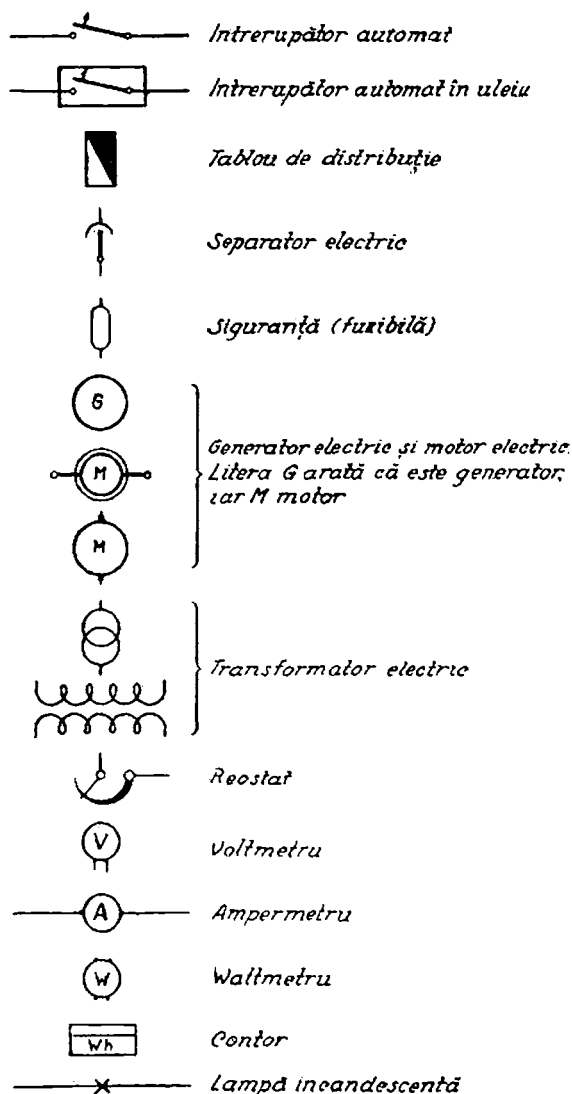 Intrerupător automat
Intrerupător automat în uleiu
Tablou de distribuție
Separator electric
Siguranță (fuzibilă)
G
M
M
Generator electric și motor electric.
Litera G arată că este generator,
iar M motor
Transformator electric
Reostat
V
Voltmetru
A
Ampermetru
W
Waltmetru
Wh
Contor
Lampă incandescentă